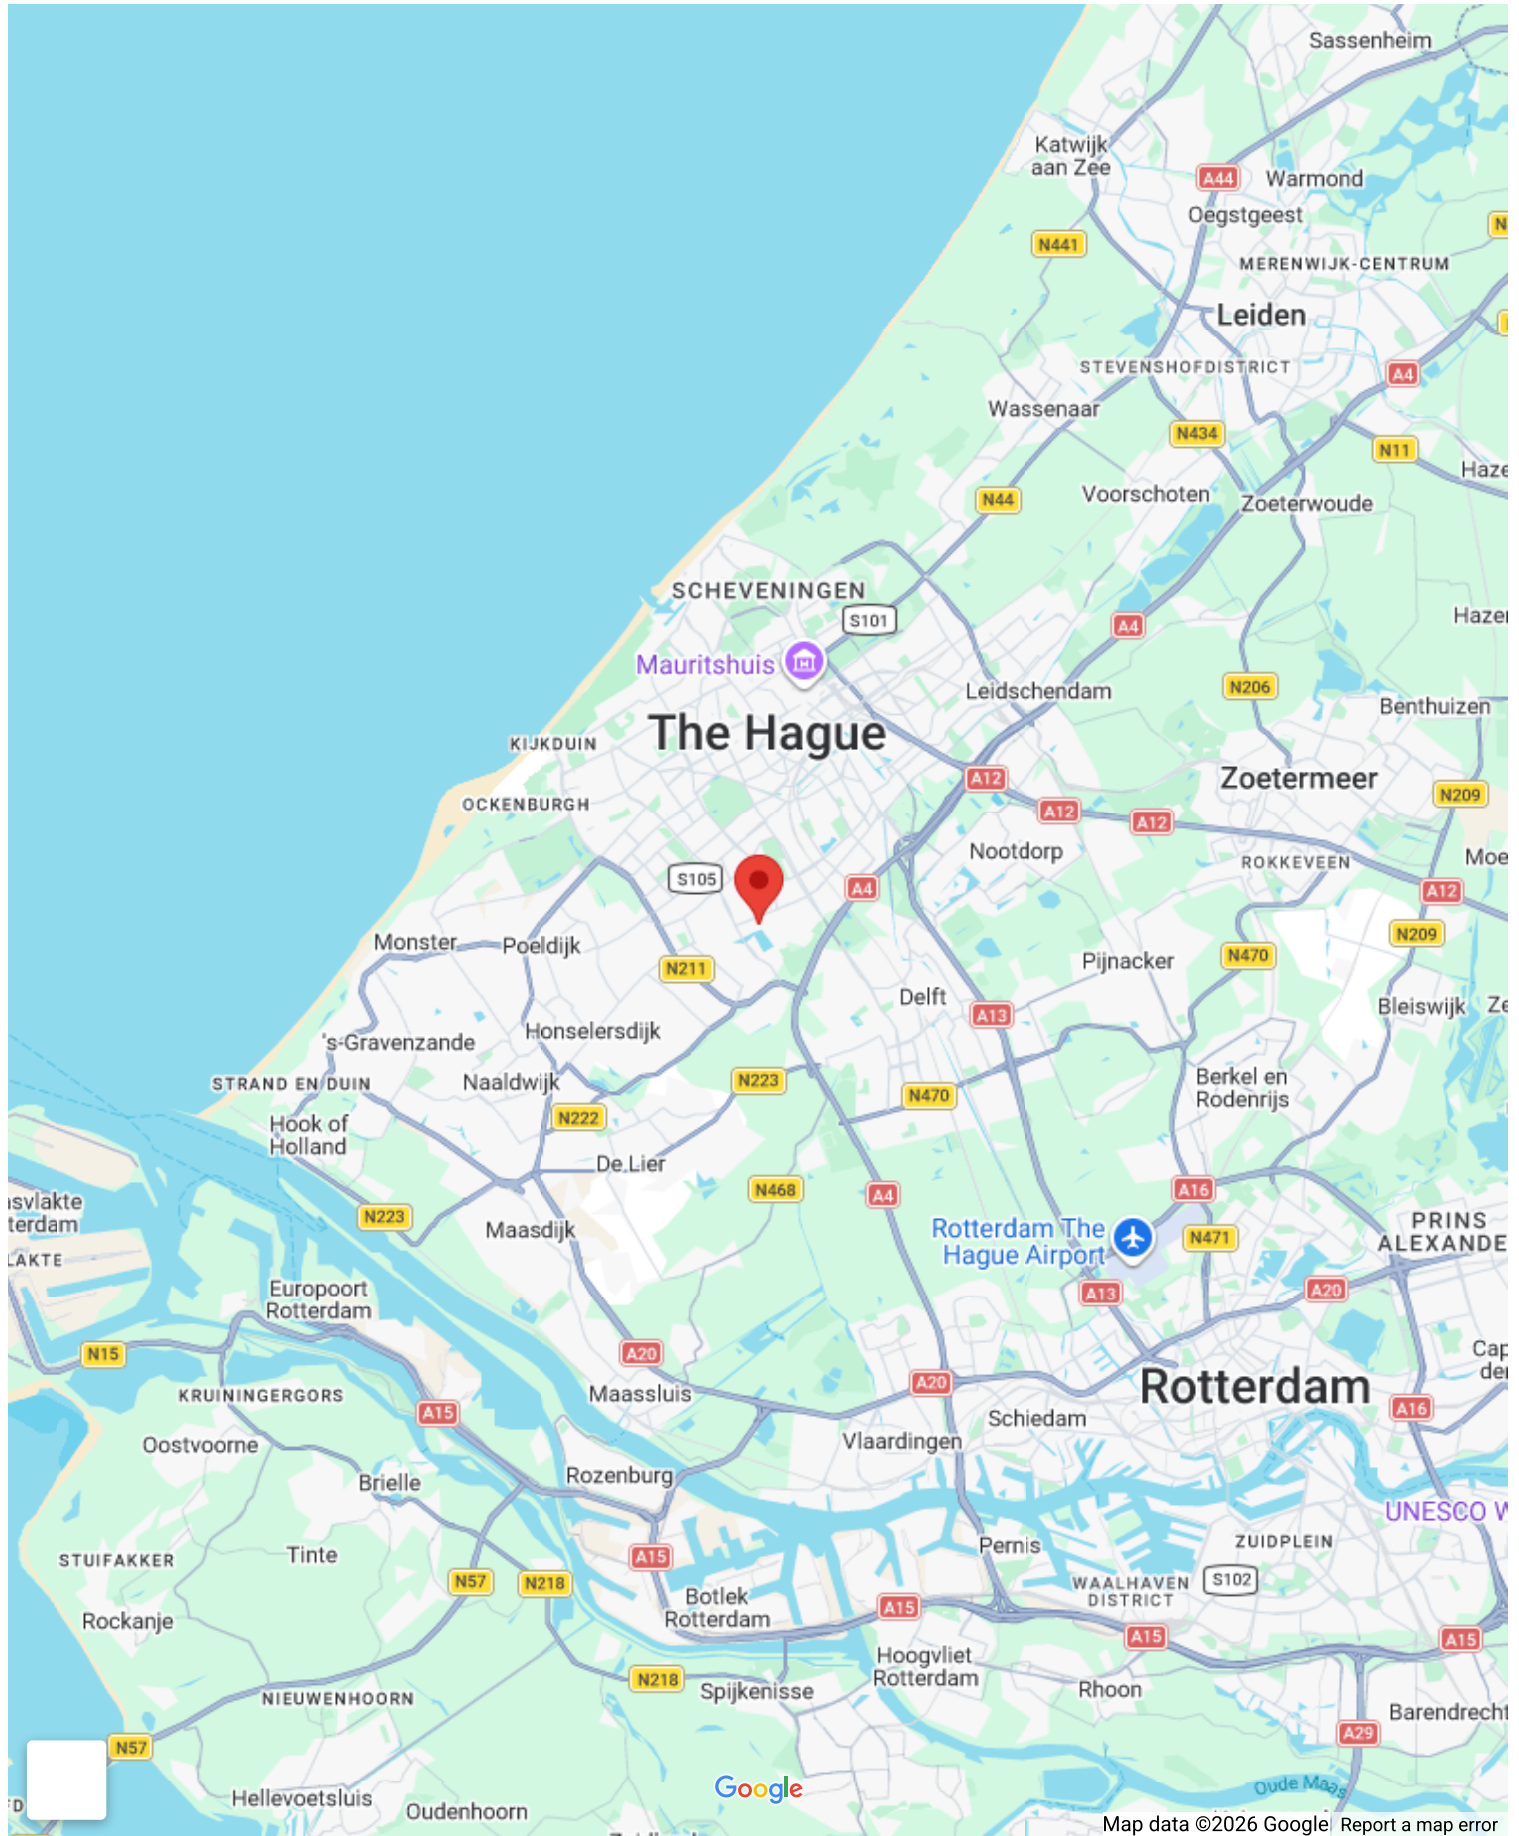 Sassenheim
Katwijk
aan Zee
A44
Warmond
Oegstgeest
N441
MERENWIJK-CENTRUM
Leiden
STEVENSHOFDISTRICT
A4
Wassenaar
N434
N11
N44
Voorschoten
Zoeterwoude
SCHEVENINGEN
S101
A4
Mauritshuis
Leidschendam
N206
Benthuizen
The Hague
KIJKDUIN
A12
Zoetermeer
N209
OCKENBURGH
A12
A12
Nootdorp
ROKKEVEEN
S105
A4
A12
Monster
Poeldijk
N211
Pijnacker
N470
N209
Delft
A13
Bleiswijk
's-Gravenzande
Honselersdijk
STRAND EN DUIN
Naaldwijk
N223
N470
Berkel en
Rodenrijs
Hook of
Holland
N222
De Lier
N468
A4
A16
N223
Maasdijk
Rotterdam The
Hague Airport
N471
PRINS
Europoort
Rotterdam
A13
A20
N15
A20
Maassluis
A20
Rotterdam
KRUININGERGORS
A15
Schiedam
A16
Oostvoorne
Vlaardingen
Brielle
Rozenburg
UNESCO
STUIFAKKER
Tinte
A15
Pernis
ZUIDPLEIN
N57
N218
WAALHAVEN
DISTRICT
S102
Rockanje
Botlek
Rotterdam
A15
A15
A15
Hoogvliet
Rotterdam
N218
Spijkenisse
Rhoon
NIEUWENHOORN
Barendrecht
A29
N57
Hellevoetsluis
Oudenhoorn
Google
Oude Maas
Map data ©2026 Google
Report a map error